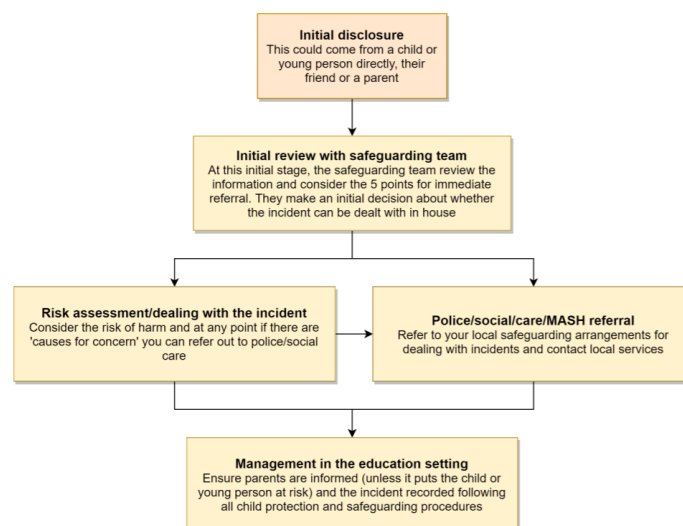 Initial disclosure
This could come from a child or
young person directly, their
friend or a parent
Initial review with safeguarding team
At this initial stage, the safeguarding team review the
information and consider the 5 points for immediate
referral. They make an initial decision about whether
the incident can be dealt with in house
Risk assessment/dealing with the incident
Consider the risk of harm and at any point if there are
'causes for concern' you can refer out to police/social
care
Police/social/care/MASH referral
Refer to your local safeguarding arrangements for
dealing with incidents and contact local services
Management in the education setting
Ensure parents are informed (unless it puts the child or
young person at risk) and the incident recorded following
all child protection and safeguarding procedures